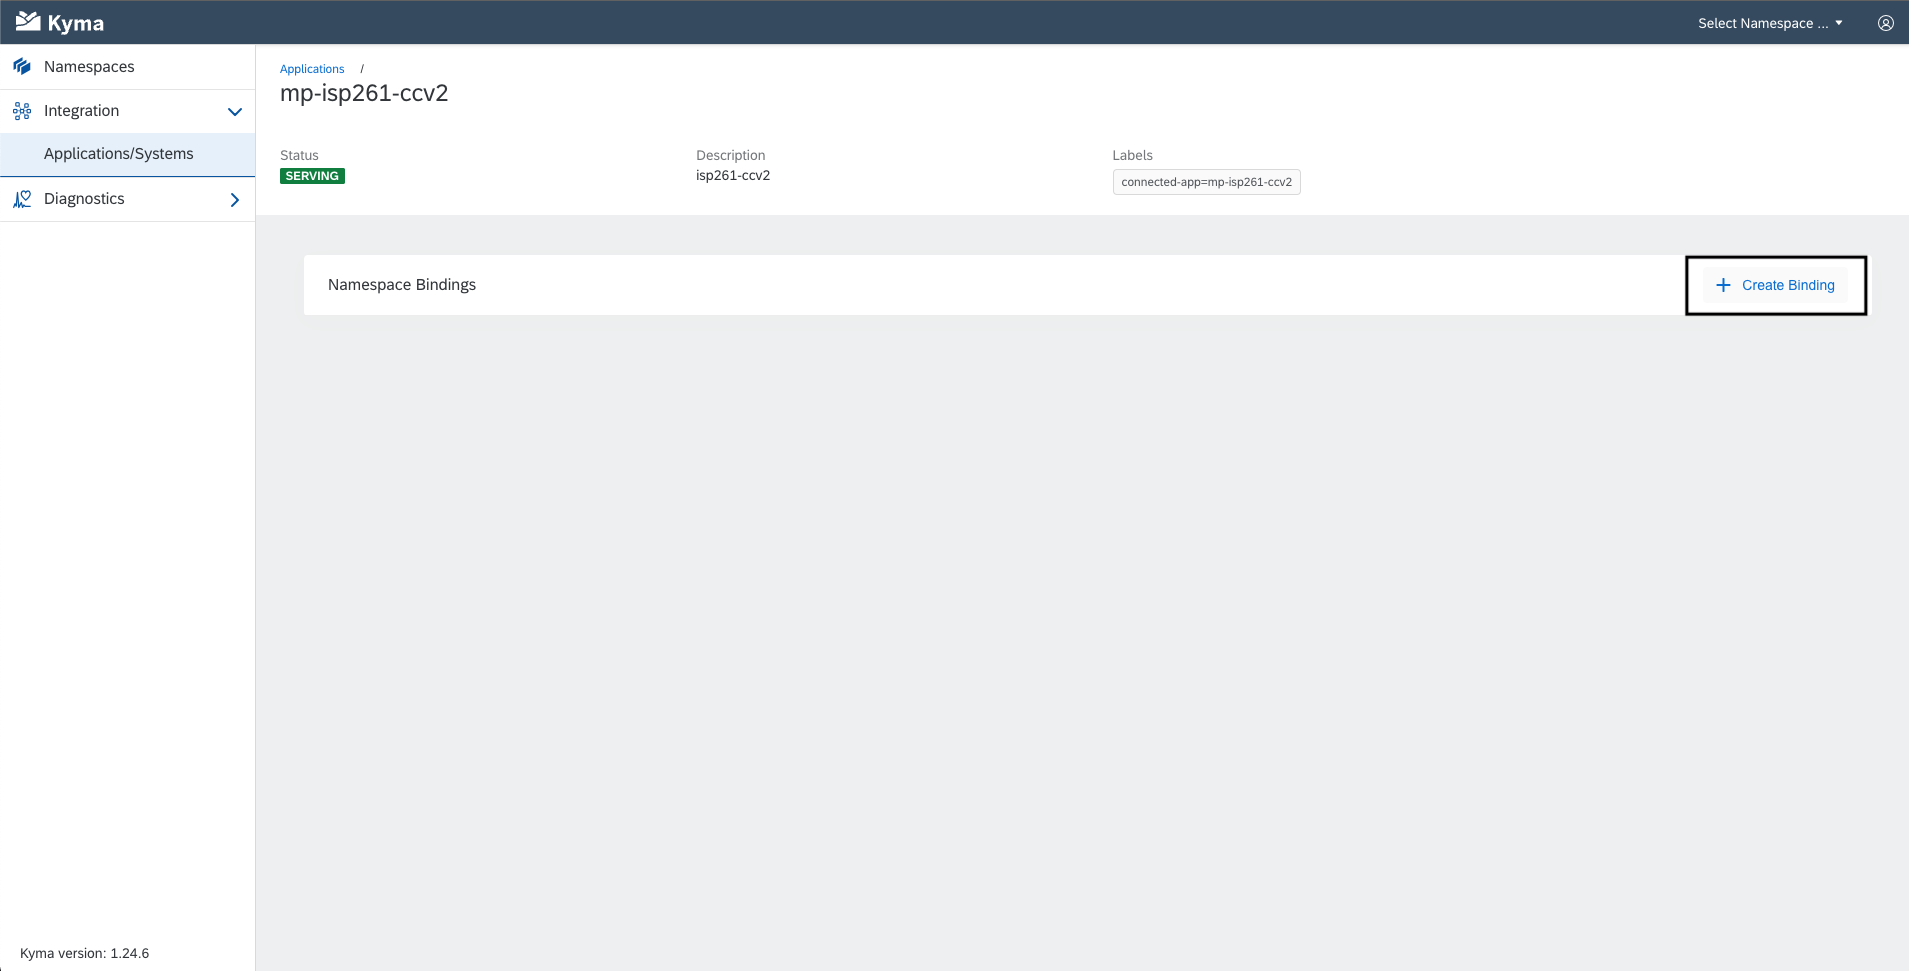 Kyma
Select Namespace ...
Namespaces
Integration
Applications/Systems
Diagnostics
Applications /
mp-isp261-ccv2
Status
SERVING
Description
isp261-ccv2
Labels
connected-app=mp-isp261-ccv2
Namespace Bindings
+ Create Binding
Kyma version: 1.24.6